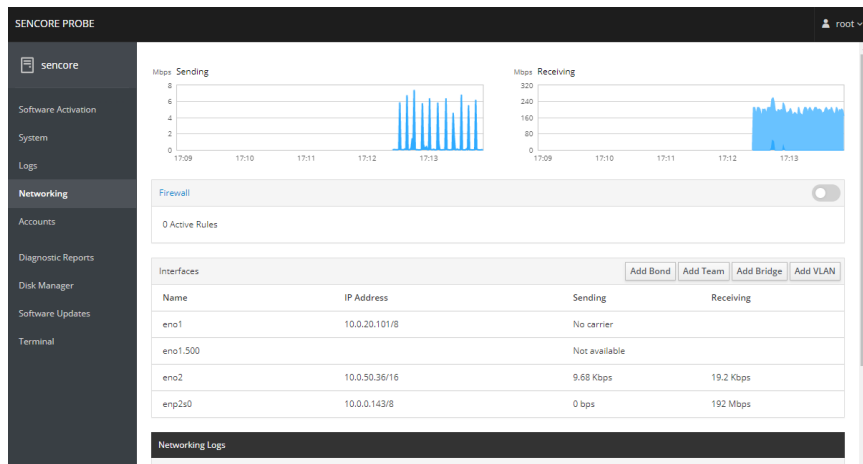 SENCORE PROBE
root
sencore
Software Activation
System
Logs
Networking
Accounts
Diagnostic Reports
Disk Manager
Software Updates
Terminal
Mbps Sending
8
6
4
2
0
17:09 17:10 17:11 17:12 17:13
Mbps Receiving
320
240
160
80
0
17:09 17:10 17:11 17:12 17:13
Firewall
0 Active Rules
Interfaces Add Bond Add Team Add Bridge Add VLAN
Name IP Address Sending Receiving
eno1 10.0.20.101/8 No carrier
eno1.500 Not available
eno2 10.0.50.36/16 9.68 Kbps 19.2 Kbps
enp2s0 10.0.0.143/8 0 bps 192 Mbps
Networking Logs